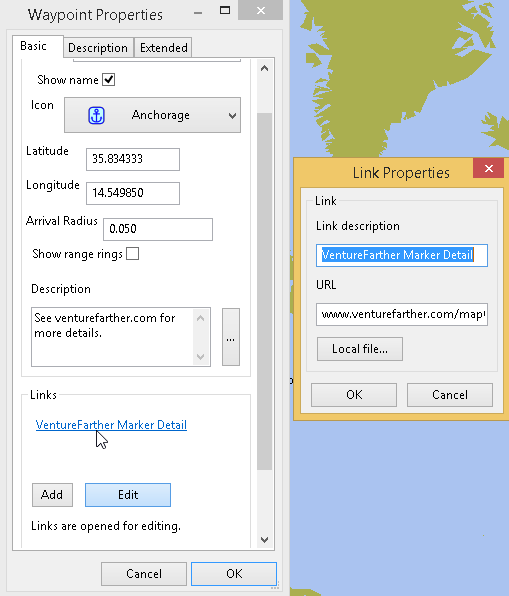 Waypoint Properties
Basic
Description
Extended
Show name
Icon
Anchorage
Latitude
35.834333
Longitude
14.549850
Arrival Radius
0.050
Show range rings
Description
See venturefarther.com for
more details.
...
Links
VentureFarther Marker Detail
Add
Edit
Links are opened for editing.
Cancel
OK
Link Properties
Link
Link description
VentureFarther Marker Detail
URL
www.venturefarther.com/map
Local file...
OK
Cancel